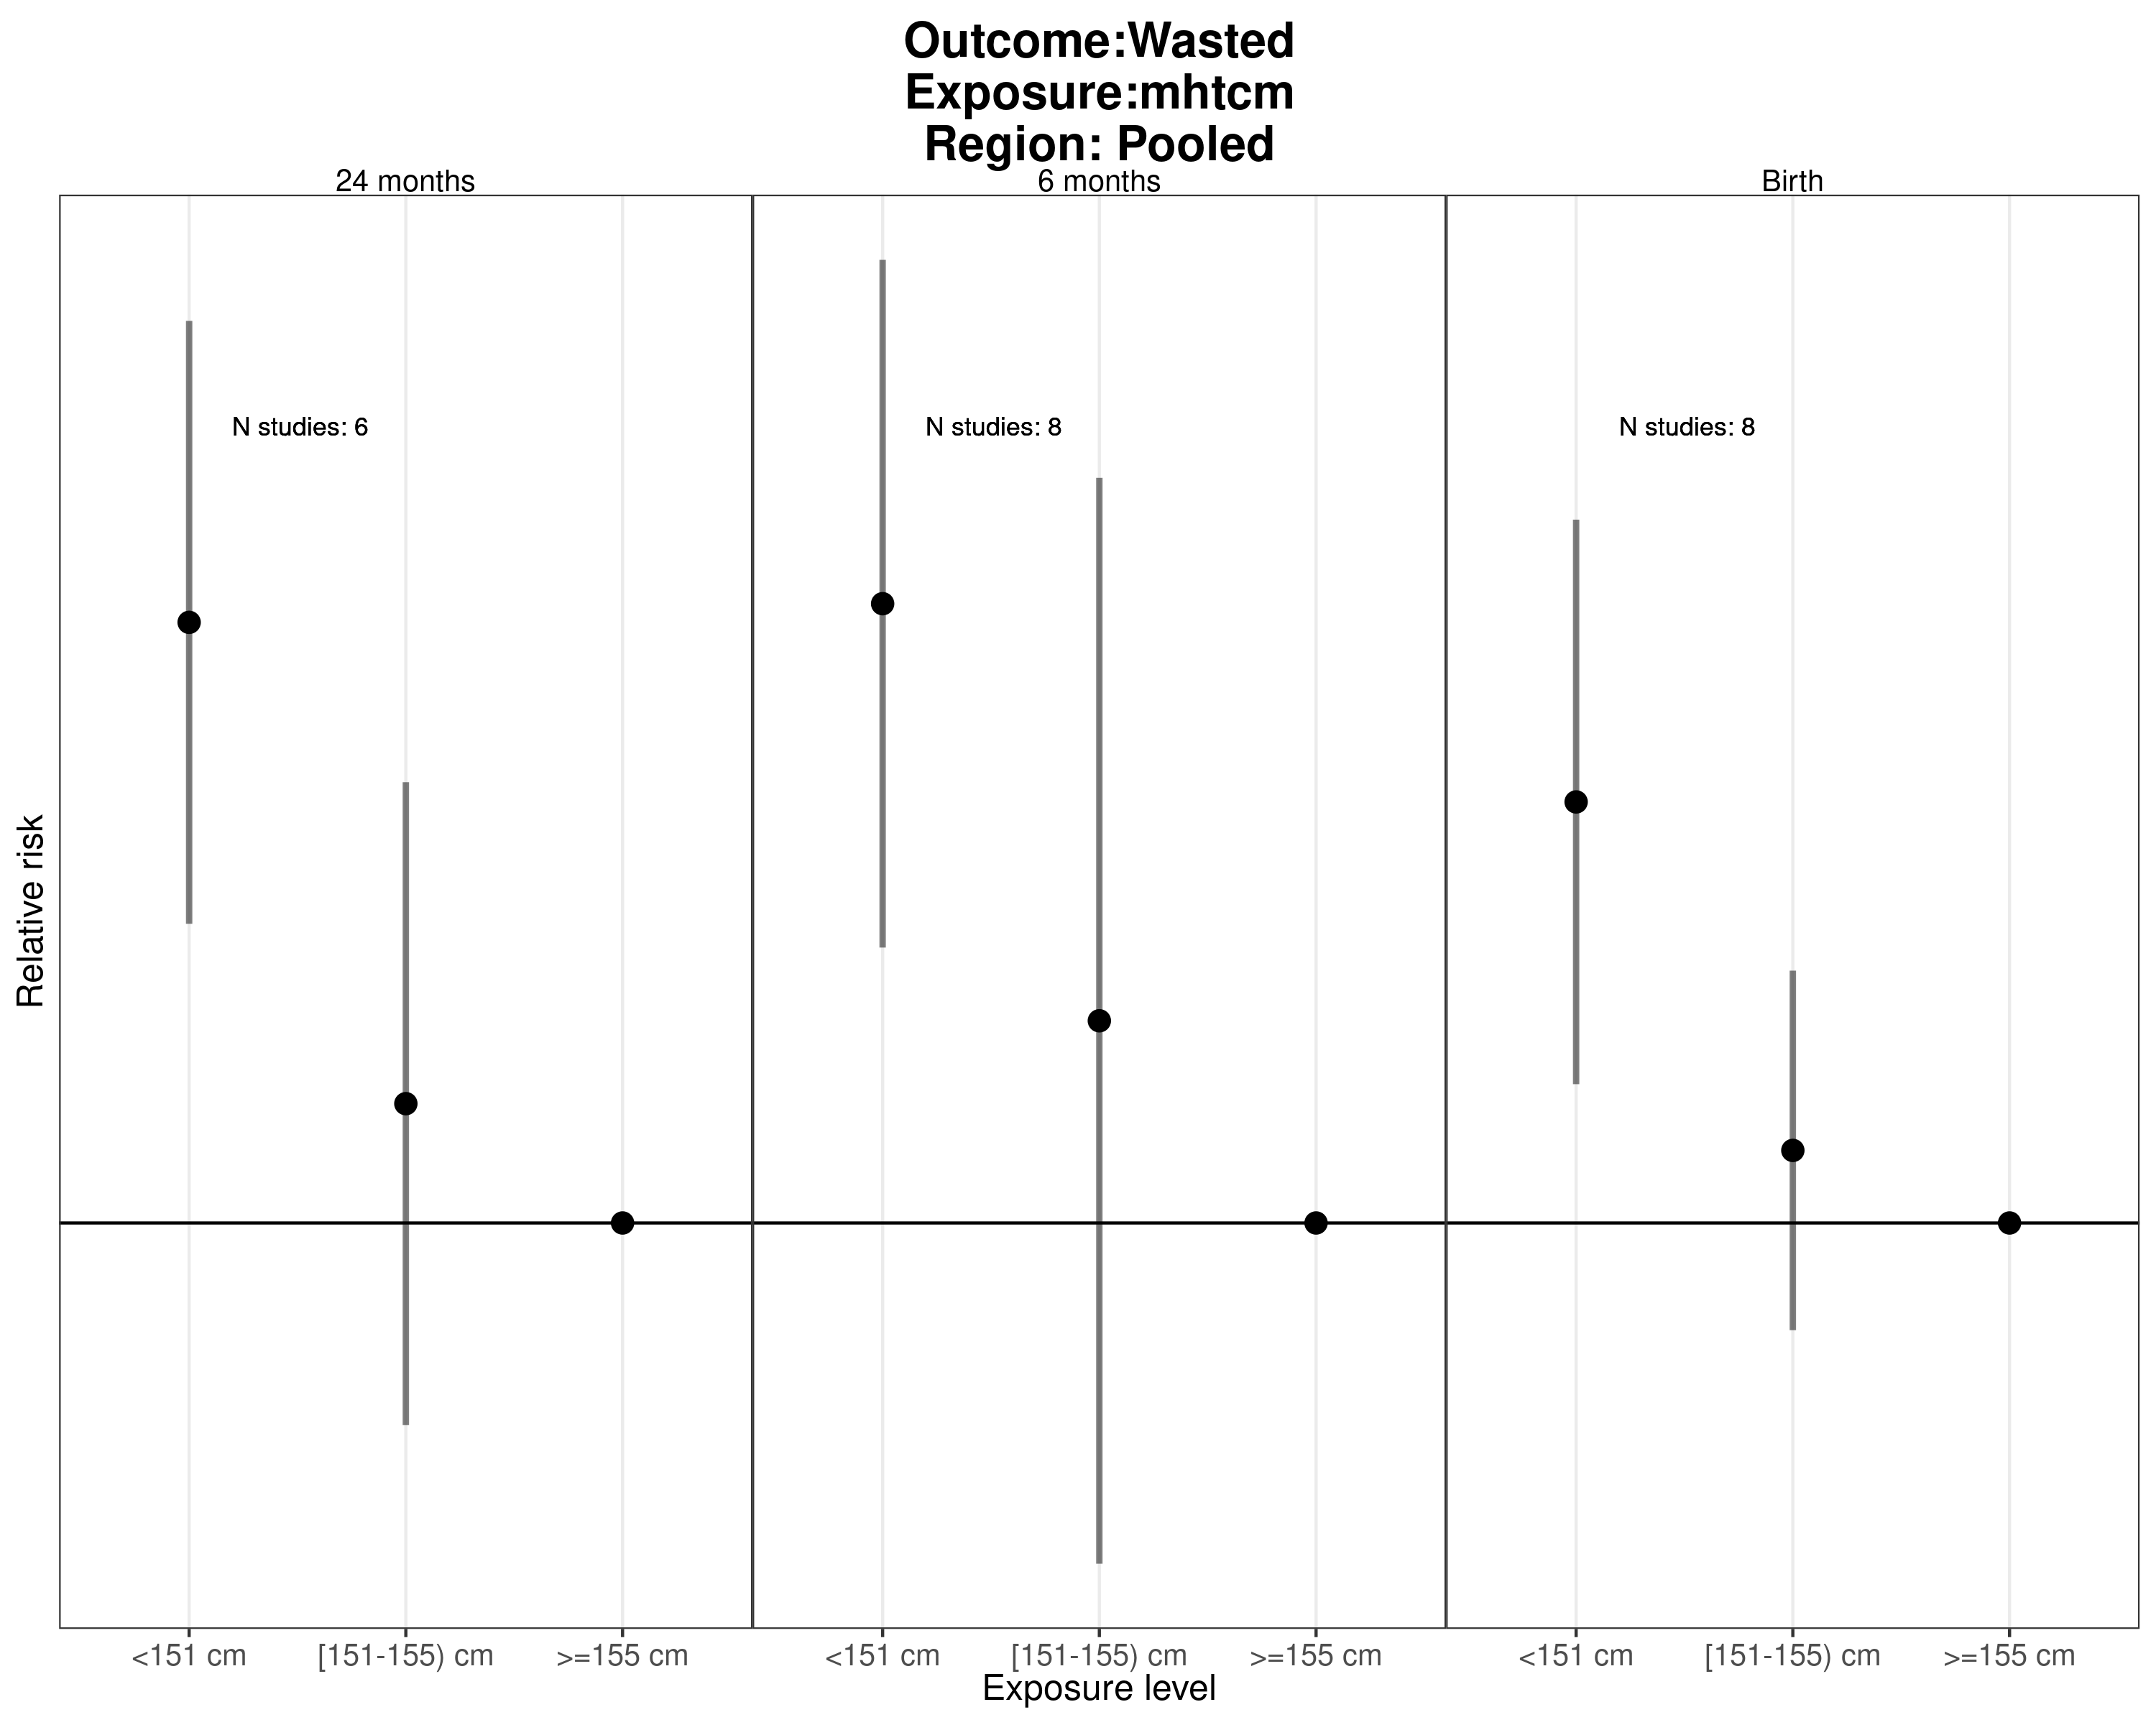 Outcome:Wasted
Exposure:mhtcm
Region: Pooled
24 months
6 months
Birth
N studies: 6
N studies: 8
N studies: 8
Relative risk
<151 cm
[151-155) cm
>=155 cm
<151 cm
[151-155) cm
>=155 cm
<151 cm
[151-155) cm
>=155 cm
Exposure level